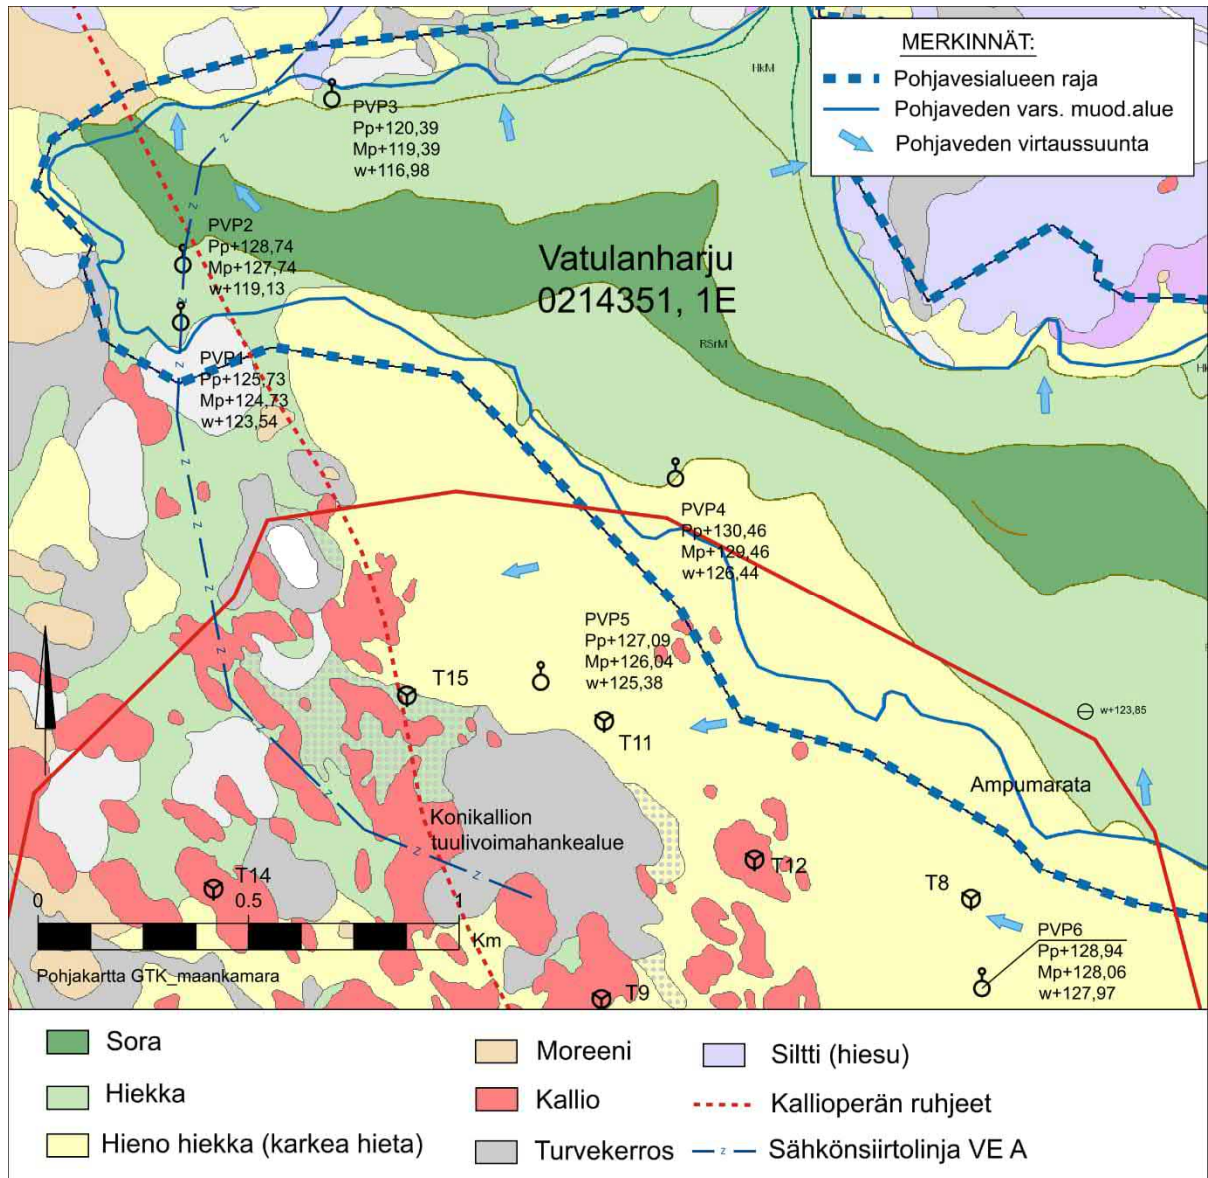 MERKINNÄT:
Pohjavesialueen raja
Pohjaveden vars. muod.alue
Pohjaveden virtaussuunta
HkM
PVP3
Pp+120,39
Mp+119,39
w+116,98
PVP2
Pp+128,74
Mp+127,74
w+119,13
Vatulanharju
0214351, 1E
RSrM
PVP1
Pp+125,73
Mp+124,73
w+123,54
PVP4
Pp+130,46
Mp+129,46
w+126,44
PVP5
Pp+127,09
Mp+126,04
w+125,38
T15
T11
w+123,85
Ampumarata
Konikallion
tuulivoimahankealue
T12
T14
T8
0 0.5 1
Km
PVP6
Pp+128,94
Mp+128,06
w+127,97
Pohjakartta GTK_maankamara
T9
Sora
Moreeni
Siltti (hiesu)
Hiekka
Kallio
Kallioperän ruhjeet
Hieno hiekka (karkea hieta)
Turvekerros
z
Sähkönsiirtolinja VE A